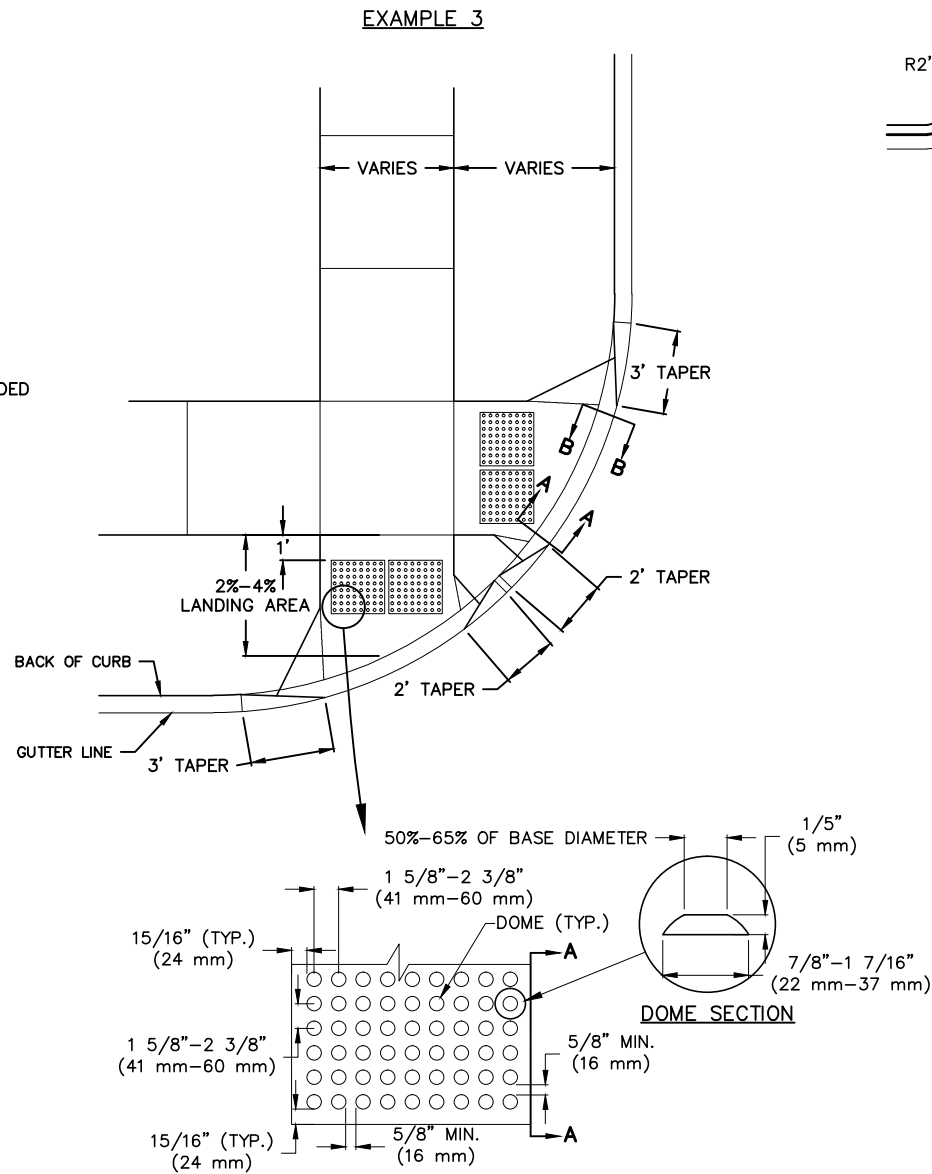 EXAMPLE 3
R2'
VARIES
VARIES
3' TAPER
DED
B
B
A
A
1'
2%-4%
LANDING AREA
2' TAPER
BACK OF CURB
2' TAPER
GUTTER LINE
3' TAPER
50%-65% OF BASE DIAMETER
1/5"
(5 mm)
1 5/8"-2 3/8"
(41 mm-60 mm)
DOME (TYP.)
15/16" (TYP.)
(24 mm)
A
7/8"-1 7/16"
(22 mm-37 mm)
DOME SECTION
1 5/8"-2 3/8"
(41 mm-60 mm)
5/8" MIN.
(16 mm)
15/16" (TYP.)
(24 mm)
5/8" MIN.
(16 mm)
A